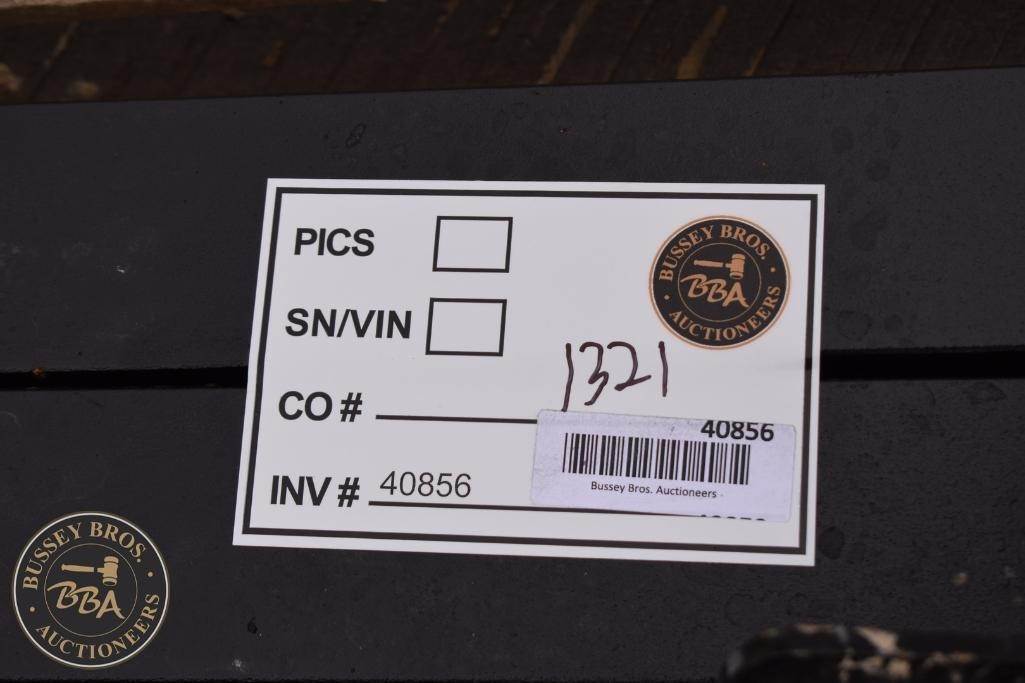 PICS
BUSSEY BROS.
BBA
AUCTIONEERS
SN/VIN
1321
CO #
40856
Bussey Bros. Auctioneers
INV # 40856
BUSSEY BROS.
BBA
AUCTIONEERS